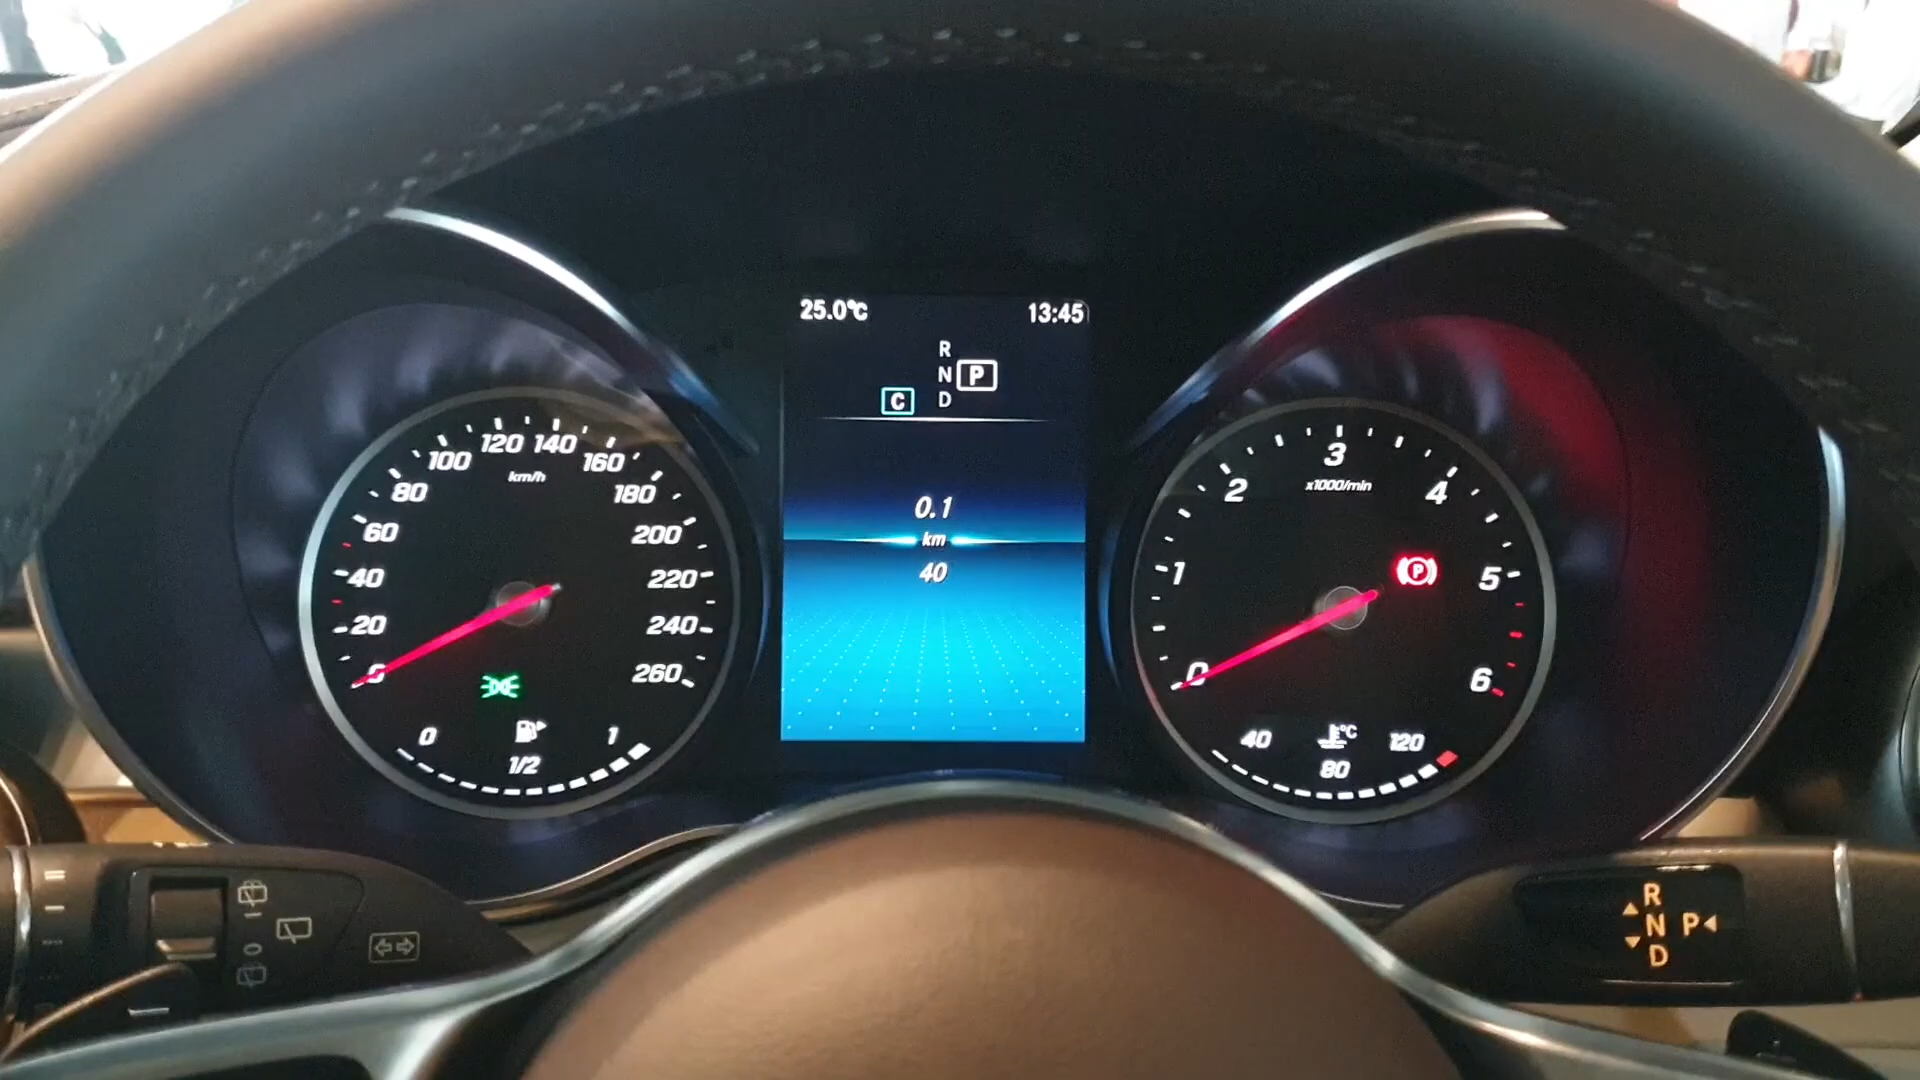 25.0°C 13:45
R
N P
C D
0.1
km
40
0 20 40 60 80 100 120 140 160 180 200 220 240 260
km/h
0 1/2 1
0 1 2 3 4 5 6
x1000/min
P
40 80 120
°C
R
N P
D
0